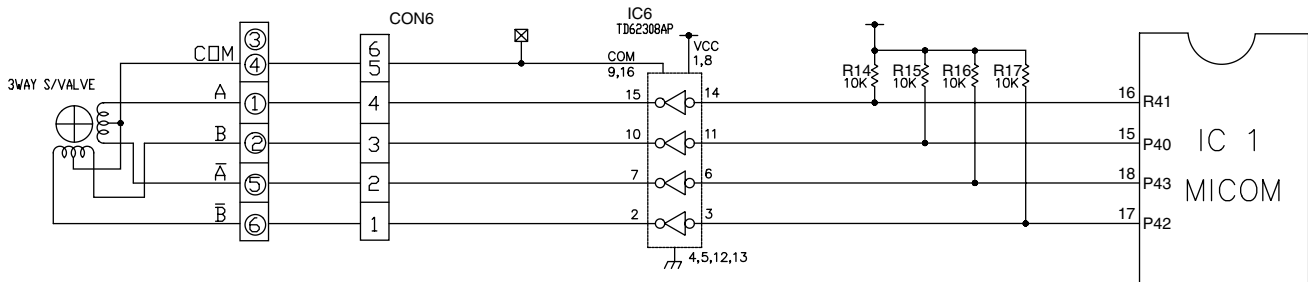 CON6
IC6
TD62308AP
VCC
1,8
COM
9,16
3WAY S/VALVE
COM
③
④
6
5
R14
10K
R15
10K
R16
10K
R17
10K
A
①
4
15
14
16
R41
B
②
3
10
11
15
P40
IC 1
A̅
⑤
2
7
6
18
P43
MICOM
B̅
⑥
1
2
3
17
P42
4,5,12,13